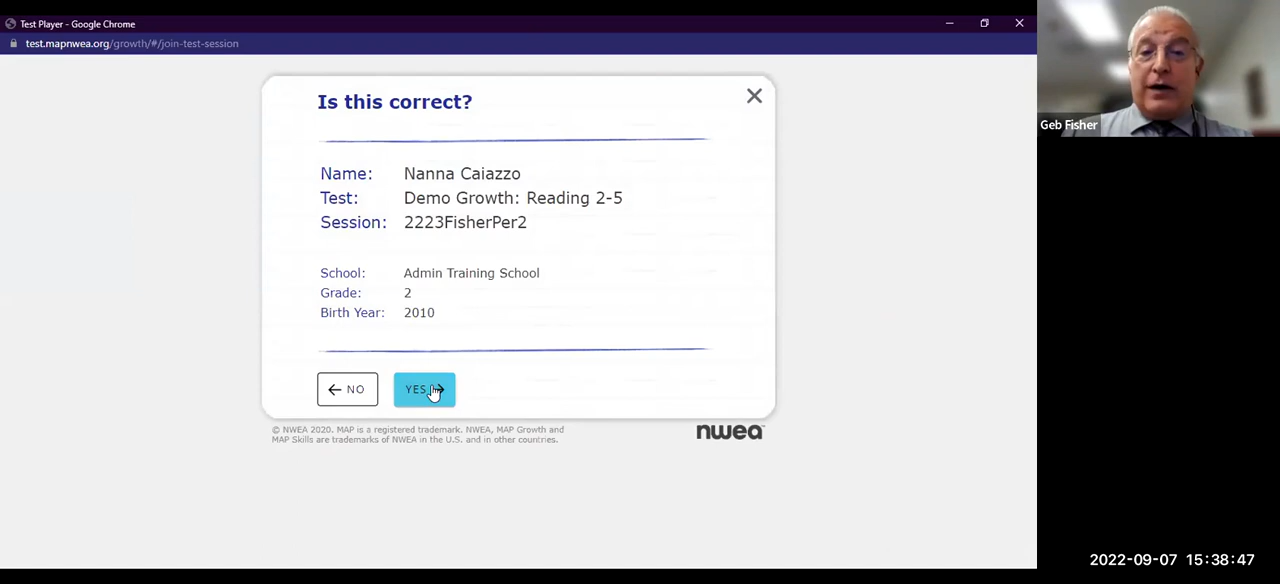 Test Player - Google Chrome
test.mapnwea.org/growth/#/join-test-session
Is this correct?
Name: Nanna Caiazzo
Test: Demo Growth: Reading 2-5
Session: 2223FisherPer2
School: Admin Training School
Grade: 2
Birth Year: 2010
NO
YES
© NWEA 2020. MAP is a registered trademark. NWEA, MAP Growth and
MAP Skills are trademarks of NWEA in the U.S. and in other countries.
nwea
Geb Fisher
2022-09-07 15:38:47